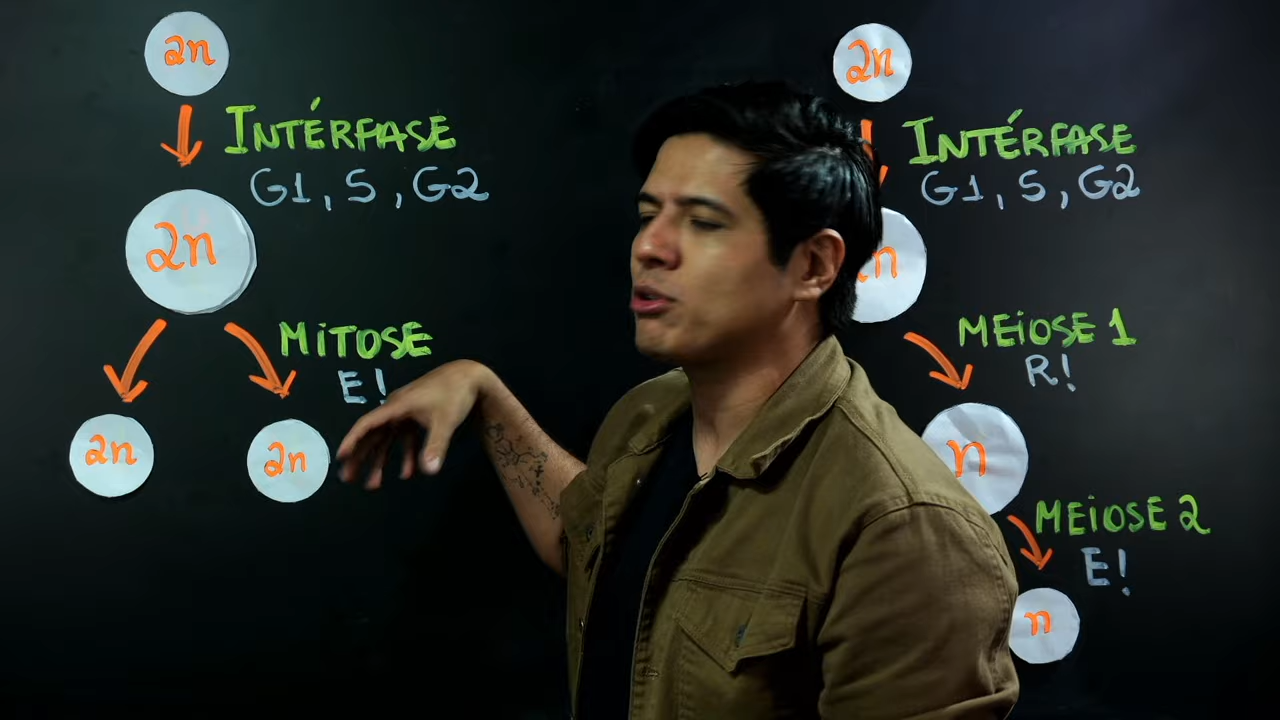 2n
INTÉRFASE
G1, S, G2
2n
MITOSE
E!
2n
2n
2n
INTÉRFASE
G1, S, G2
n
MEIOSE 1
R!
n
MEIOSE 2
E!
n